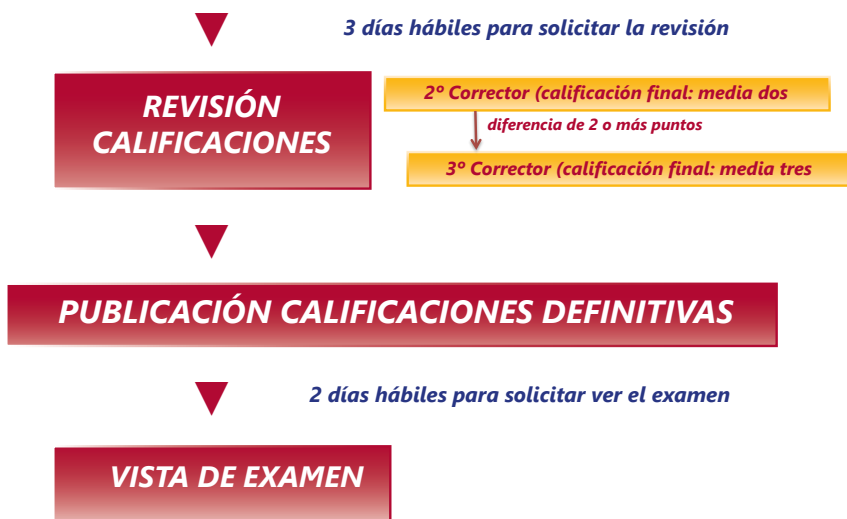 3 días hábiles para solicitar la revisión
REVISIÓN
CALIFICACIONES
2º Corrector (calificación final: media dos
diferencia de 2 o más puntos
3º Corrector (calificación final: media tres
PUBLICACIÓN CALIFICACIONES DEFINITIVAS
2 días hábiles para solicitar ver el examen
VISTA DE EXAMEN